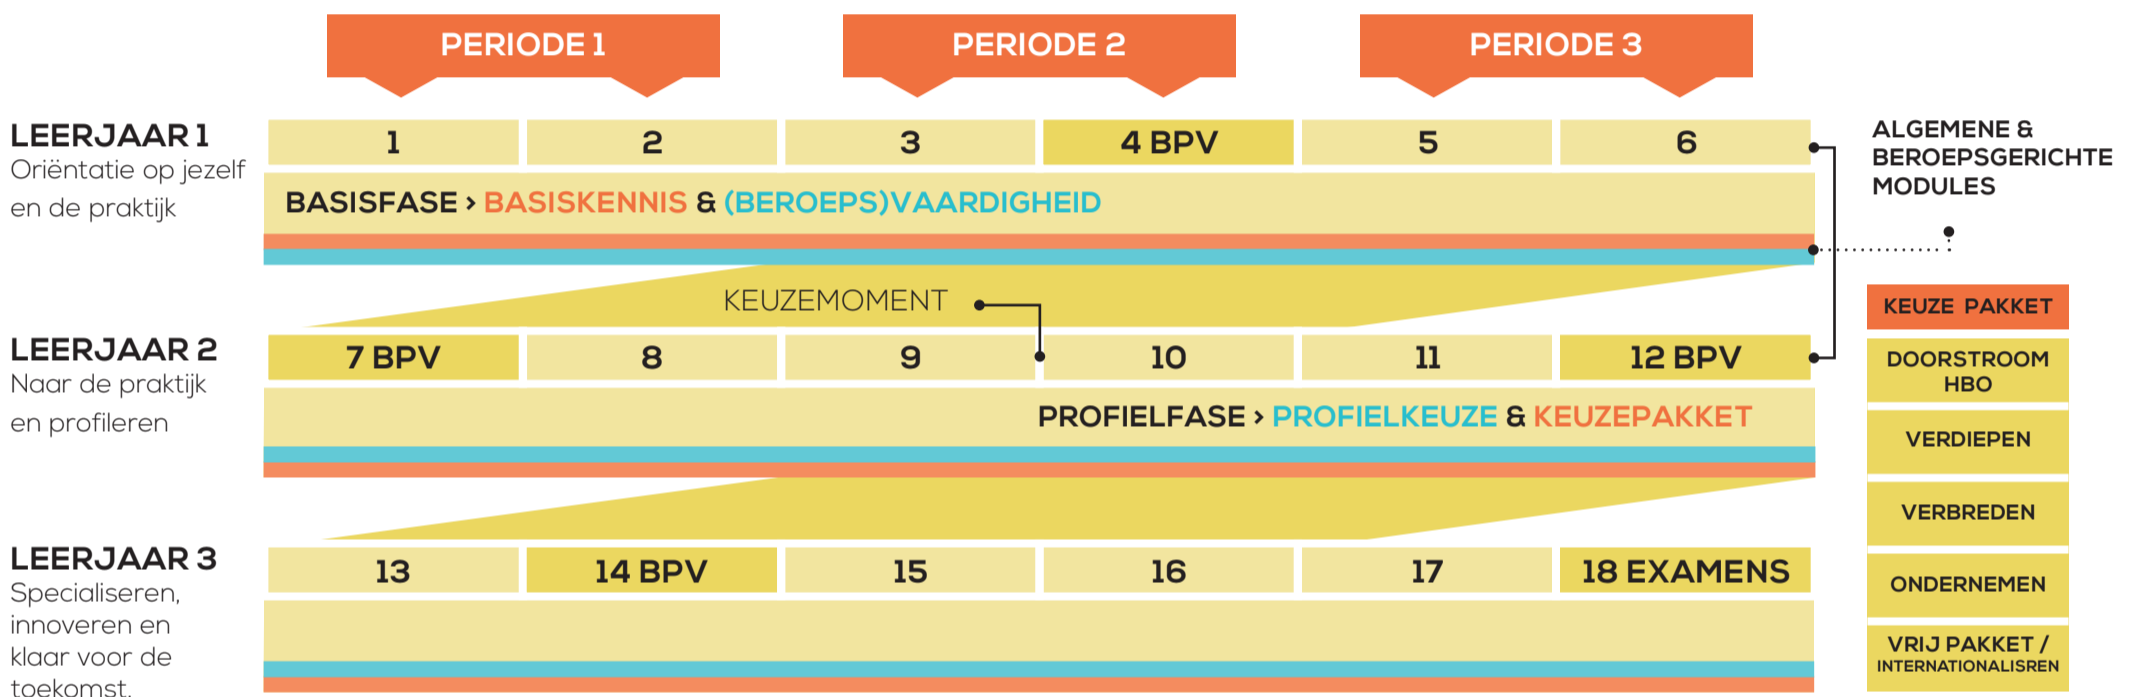 PERIODE 1
PERIODE 2
PERIODE 3
LEERJAAR 1
Oriëntatie op jezelf
en de praktijk
1
2
3
4 BPV
5
6
BASISFASE > BASISKENNIS & (BEROEPS)VAARDIGHEID
ALGEMENE &
BEROEPSGERICHTE
MODULES
KEUZEMOMENT
LEERJAAR 2
Naar de praktijk
en profileren
7 BPV
8
9
10
11
12 BPV
PROFIELFASE > PROFIELKEUZE & KEUZEPAKKET
LEERJAAR 3
Specialiseren,
innoveren en
klaar voor de
toekomst.
13
14 BPV
15
16
17
18 EXAMENS
KEUZE PAKKET
DOORSTROOM
HBO
VERDIEPEN
VERBREDEN
ONDERNEMEN
VRIJ PAKKET /
INTERNATIONALISREN